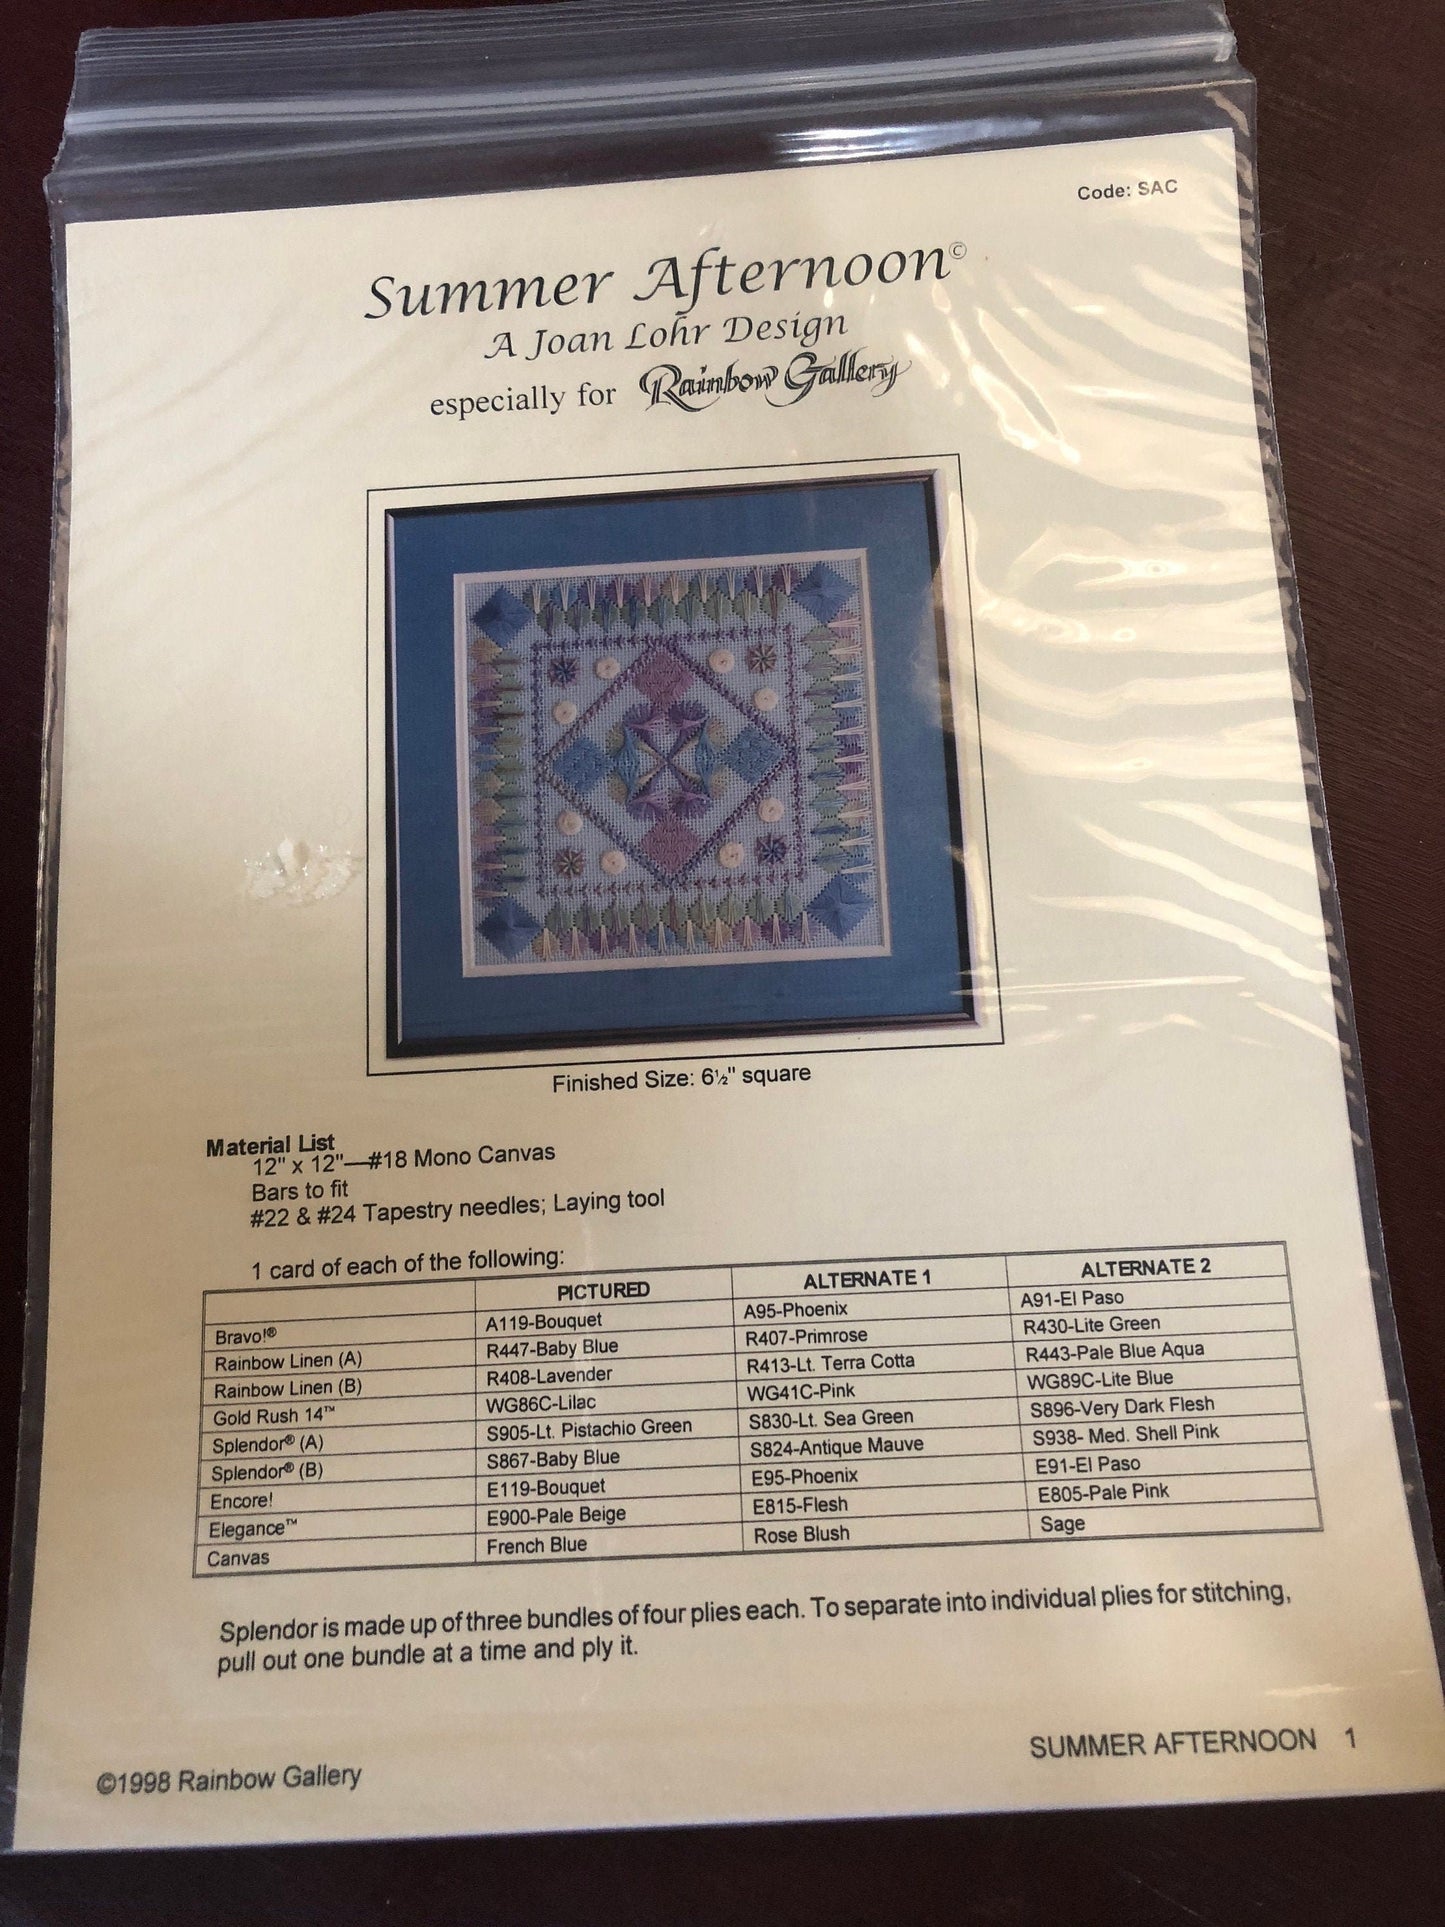 Code: SAC
Summer Afternoon©
A Joan Lohr Design
especially for Rainbow Gallery
Finished Size: 6½" square
Material List
12" x 12"—#18 Mono Canvas
Bars to fit
#22 & #24 Tapestry needles; Laying tool
1 card of each of the following:
PICTURED ALTERNATE 1 ALTERNATE 2
Bravo!® A119-Bouquet A95-Phoenix A91-El Paso
Rainbow Linen (A) R447-Baby Blue R407-Primrose R430-Lite Green
Rainbow Linen (B) R408-Lavender R413-Lt. Terra Cotta R443-Pale Blue Aqua
Gold Rush 14™ WG86C-Lilac WG41C-Pink WG89C-Lite Blue
Splendor® (A) S905-Lt. Pistachio Green S830-Lt. Sea Green S896-Very Dark Flesh
Splendor® (B) S867-Baby Blue S824-Antique Mauve S938- Med. Shell Pink
Encore! E119-Bouquet E95-Phoenix E91-El Paso
Elegance™ E900-Pale Beige E815-Flesh E805-Pale Pink
Canvas French Blue Rose Blush Sage
Splendor is made up of three bundles of four plies each. To separate into individual plies for stitching,
pull out one bundle at a time and ply it.
SUMMER AFTERNOON 1
©1998 Rainbow Gallery